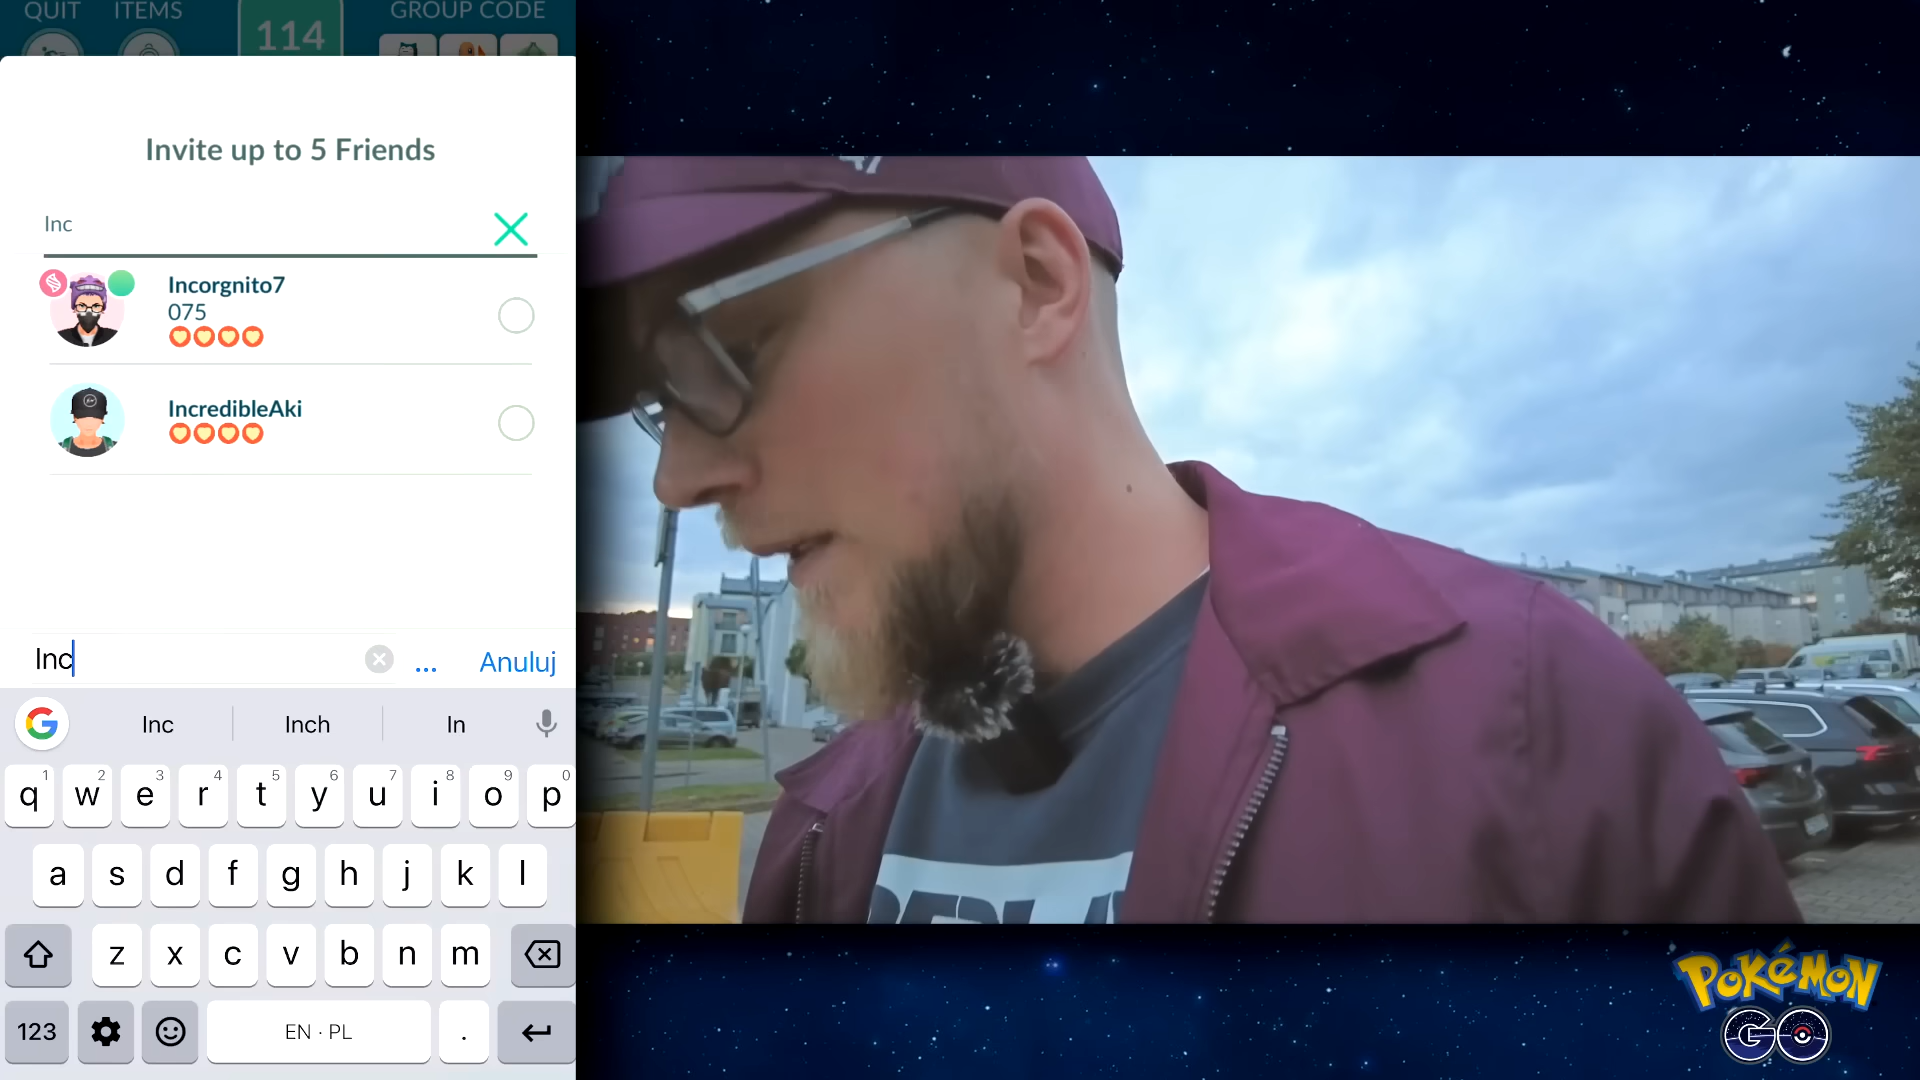 QUIT ITEMS GROUP CODE
114
Invite up to 5 Friends
Inc
Incorgnito7
075
IncredibleAki
Inc
... Anuluj
Inc Inch In
1 2 3 4 5 6 7 8 9 0
q w e r t y u i o p
a s d f g h j k l
z x c v b n m
123 EN · PL .
47
POKÉMON
GO